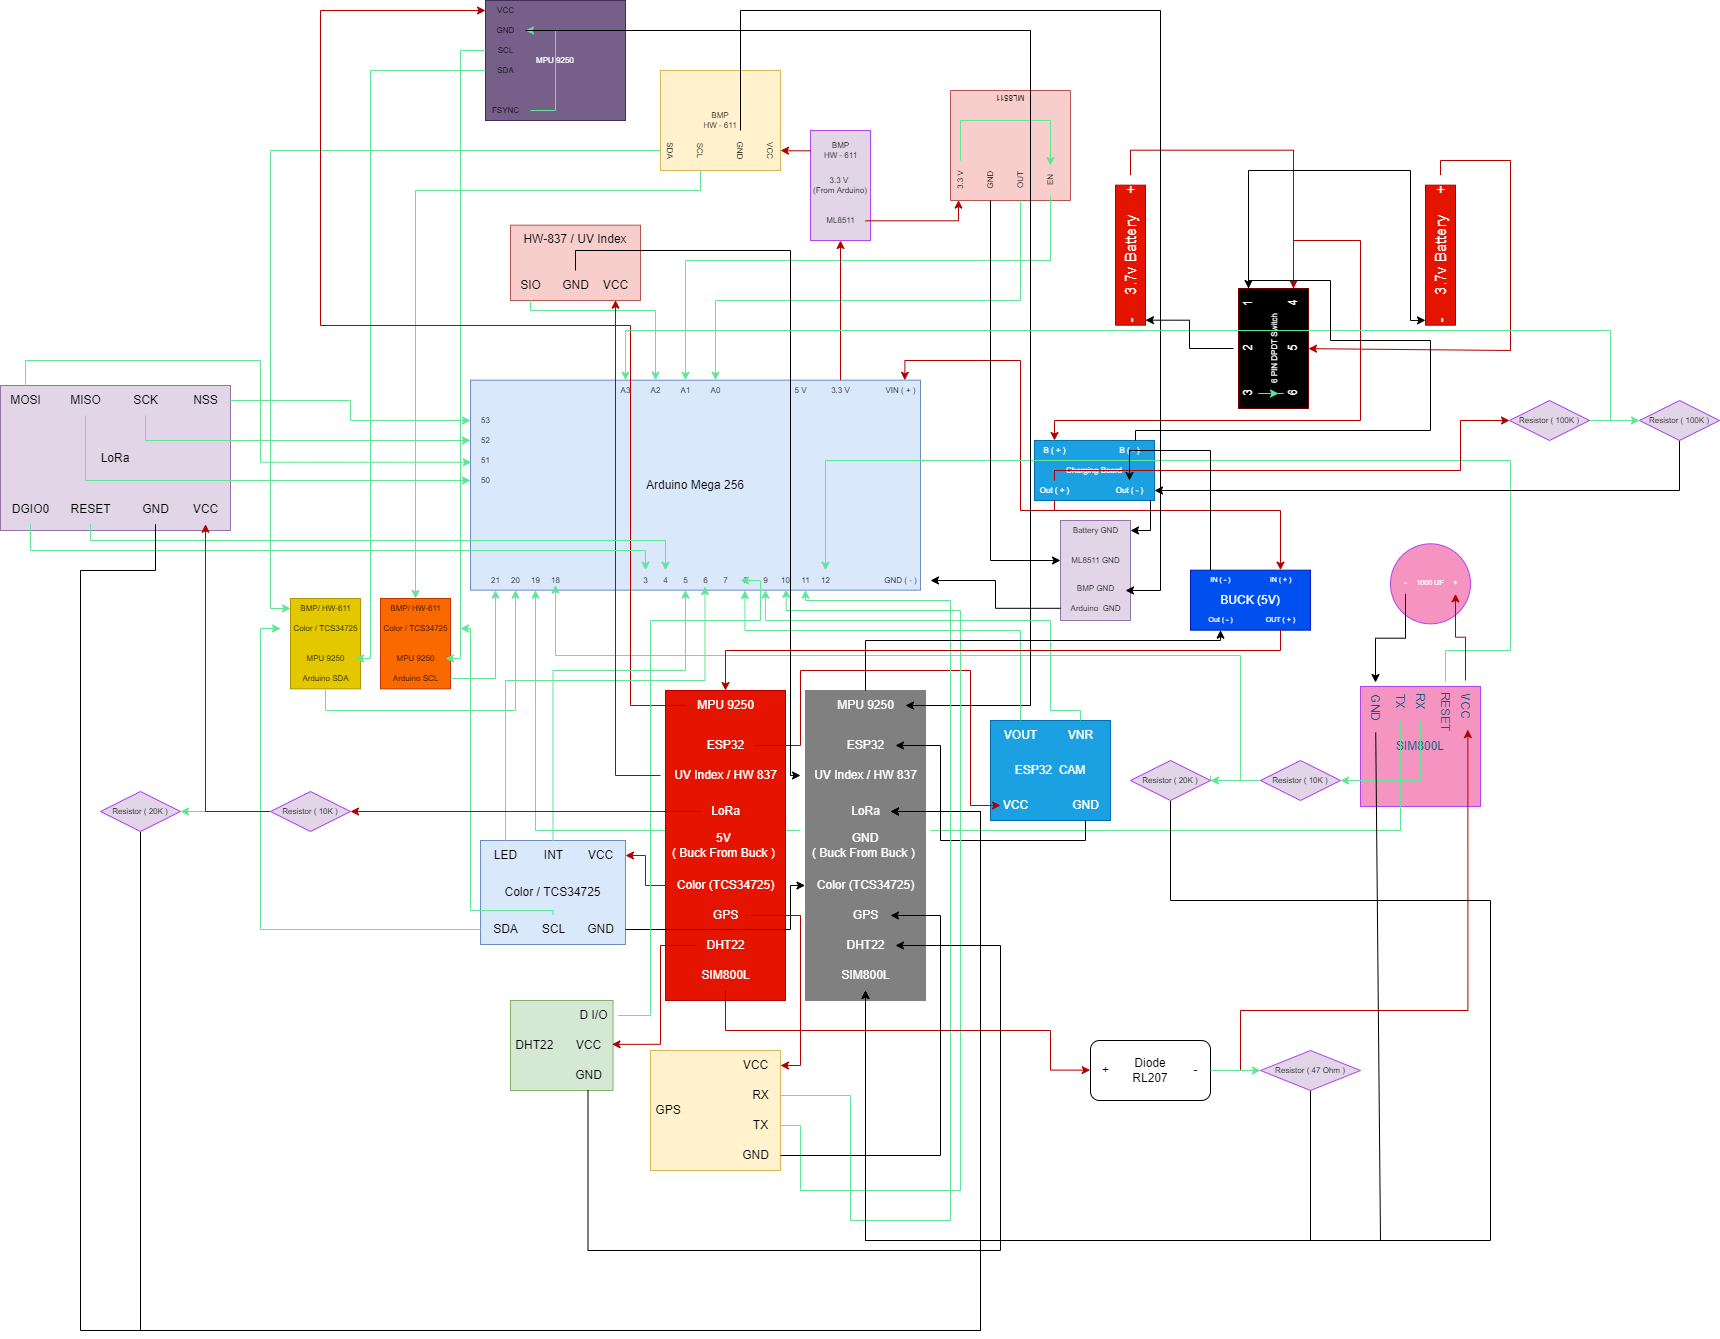 VCC
GND
SCL
SDA
MPU 9250
FSYNC
BMP
HW - 611
SDA
SCL
GND
VCC
BMP
HW - 611
3.3 V
(From Arduino)
ML8511
ML8511
3.3 V
GND
OUT
EN
HW-837 / UV Index
SIO
GND
VCC
+
3.7v Battery
-
+
3.7v Battery
-
1
2
3
6 PIN DPDT Switch
4
5
6
MOSI
MISO
SCK
NSS
LoRa
DGIO0
RESET
GND
VCC
A3
A2
A1
A0
5 V
3.3 V
VIN ( + )
53
52
51
50
Arduino Mega 256
21
20
19
18
3
4
5
6
7
8
9
10
11
12
GND ( - )
B ( + )
B ( - )
Charging Board
Out ( + )
Out ( - )
Resistor ( 100K )
Resistor ( 100K )
Battery GND
ML8511 GND
BMP GND
Arduino GND
IN ( - )
IN ( + )
BUCK (5V)
Out ( - )
OUT ( + )
-
1000 UF
+
BMP/ HW-611
Color / TCS34725
MPU 9250
Arduino SDA
BMP/ HW-611
Color / TCS34725
MPU 9250
Arduino SCL
GND
TX
RX
RESET
VCC
SIM800L
MPU 9250
ESP32
UV Index / HW 837
LoRa
5V
( Buck From Buck )
Color (TCS34725)
GPS
DHT22
SIM800L
MPU 9250
ESP32
UV Index / HW 837
LoRa
GND
( Buck From Buck )
Color (TCS34725)
GPS
DHT22
SIM800L
VOUT
VNR
ESP32 CAM
VCC
GND
Resistor ( 20K )
Resistor ( 10K )
Resistor ( 20K )
Resistor ( 10K )
LED
INT
VCC
Color / TCS34725
SDA
SCL
GND
D I/O
DHT22
VCC
GND
VCC
RX
GPS
TX
GND
+
Diode
RL207
-
Resistor ( 47 Ohm )